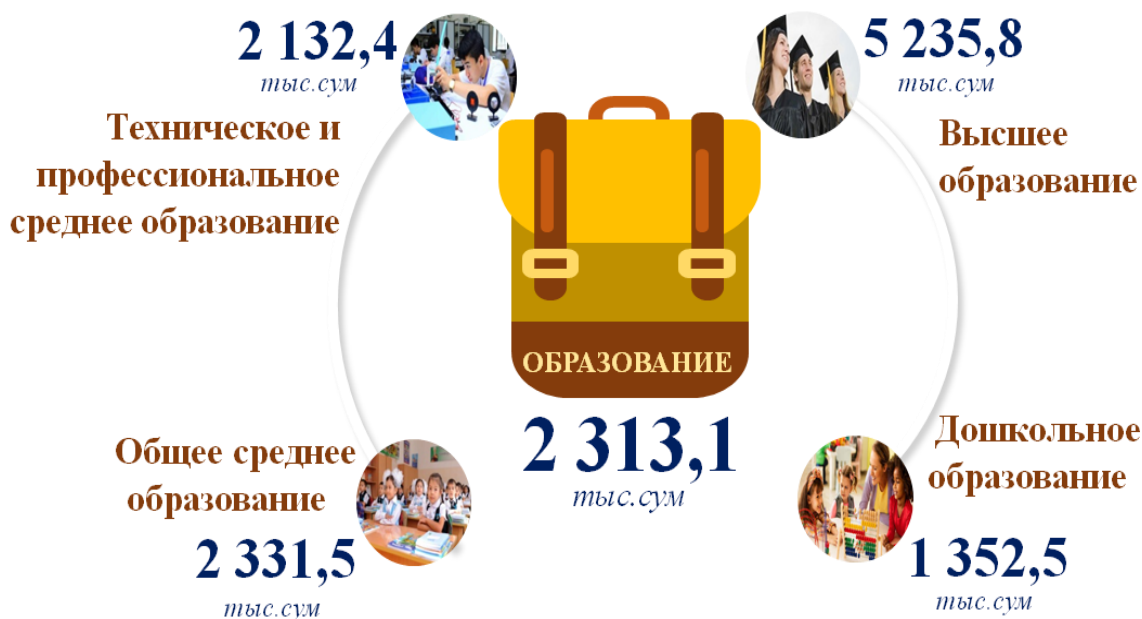 2 132,4
тыс.сум
Техническое и
профессиональное
среднее образование
5 235,8
тыс.сум
Высшее
образование
ОБРАЗОВАНИЕ
2 313,1
тыс.сум
Общее среднее
образование
2 331,5
тыс.сум
Дошкольное
образование
1 352,5
тыс.сум